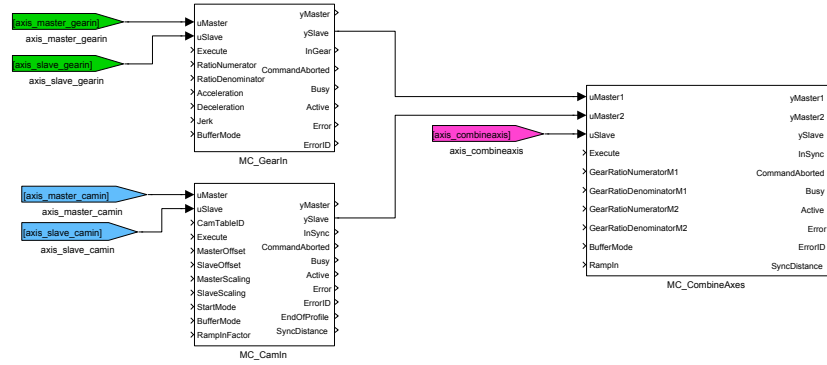 [axis_master_gearin]
axis_master_gearin
[axis_slave_gearin]
axis_slave_gearin
uMaster
uSlave
Execute
RatioNumerator
RatioDenominator
Acceleration
Deceleration
Jerk
BufferMode
yMaster
ySlave
InGear
CommandAborted
Busy
Active
Error
ErrorID
MC_GearIn
[axis_master_camin]
axis_master_camin
[axis_slave_camin]
axis_slave_camin
uMaster
uSlave
CamTableID
Execute
MasterOffset
SlaveOffset
MasterScaling
SlaveScaling
StartMode
BufferMode
RampInFactor
yMaster
ySlave
InSync
CommandAborted
Busy
Active
Error
ErrorID
EndOfProfile
SyncDistance
MC_CamIn
[axis_combineaxis]
axis_combineaxis
uMaster1
uMaster2
uSlave
Execute
GearRatioNumeratorM1
GearRatioDenominatorM1
GearRatioNumeratorM2
GearRatioDenominatorM2
BufferMode
RampIn
yMaster1
yMaster2
ySlave
InSync
CommandAborted
Busy
Active
Error
ErrorID
SyncDistance
MC_CombineAxes